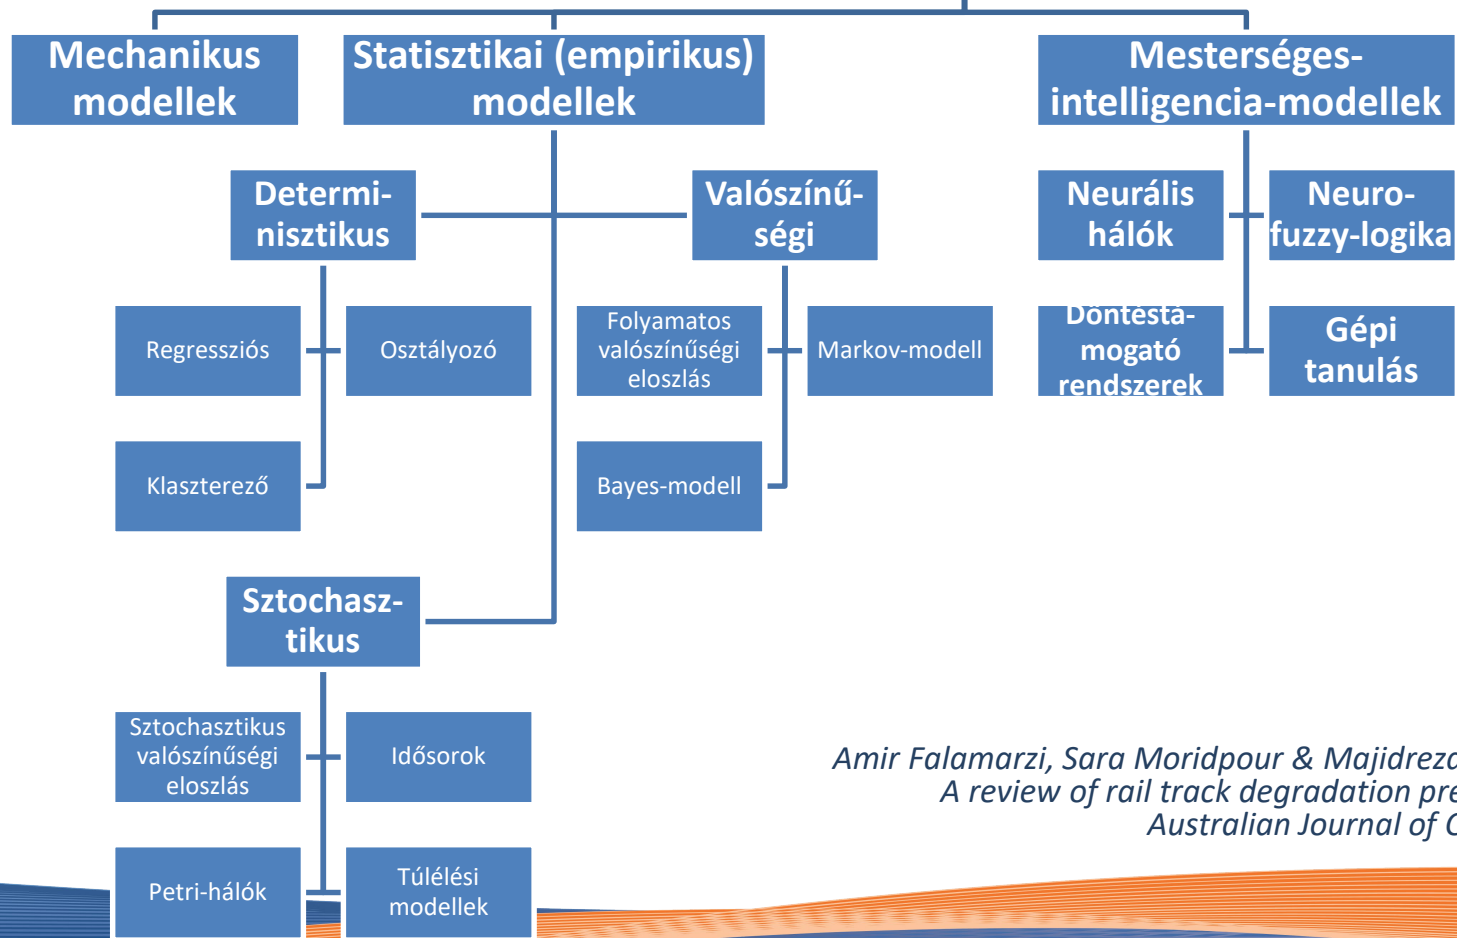 Mechanikus
modellek
Statisztikai (empirikus)
modellek
Mesterséges-
intelligencia-modellek
Determi-
nisztikus
Valószínű-
ségi
Neurális
hálók
Neuro-
fuzzy-logika
Regressziós
Osztályozó
Folyamatos
valószínűségi
eloszlás
Markov-modell
Döntéstá-
mogató
rendszerek
Gépi
tanulás
Klaszterező
Bayes-modell
Sztochasz-
tikus
Sztochasztikus
valószínűségi
eloszlás
Idősorok
Petri-hálók
Túlélési
modellek
Amir Falamarzi, Sara Moridpour & Majidreza
A review of rail track degradation pre
Australian Journal of